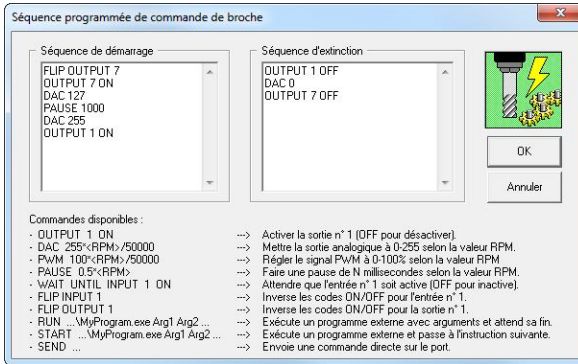 Séquence programmée de commande de broche
Séquence de démarrage
FLIP OUTPUT 7
OUTPUT 7 ON
DAC 127
PAUSE 1000
DAC 255
OUTPUT 1 ON
Séquence d'extinction
OUTPUT 1 OFF
DAC 0
OUTPUT 7 OFF
OK
Annuler
Commandes disponibles :
- OUTPUT 1 ON ---> Activer la sortie n° 1 (OFF pour désactiver).
- DAC 255*<RPM>/50000 ---> Mettre la sortie analogique à 0-255 selon la valeur RPM.
- PWM 100*<RPM>/50000 ---> Régler le signal PWM à 0-100% selon la valeur RPM
- PAUSE 0.5*<RPM> ---> Faire une pause de N millisecondes selon la valeur RPM.
- WAIT UNTIL INPUT 1 ON ---> Attendre que l'entrée n° 1 soit active (OFF pour inactive).
- FLIP INPUT 1 ---> Inverse les codes ON/OFF pour l'entrée n° 1.
- FLIP OUTPUT 1 ---> Inverse les codes ON/OFF pour la sortie n° 1.
- RUN ...\MyProgram.exe Arg1 Arg2 ... ---> Exécute un programme externe avec arguments et attend sa fin.
- START ...\MyProgram.exe Arg1 Arg2 ... ---> Exécute un programme externe et passe à l'instruction suivante.
- SEND ... ---> Envoie une commande directe sur le port.